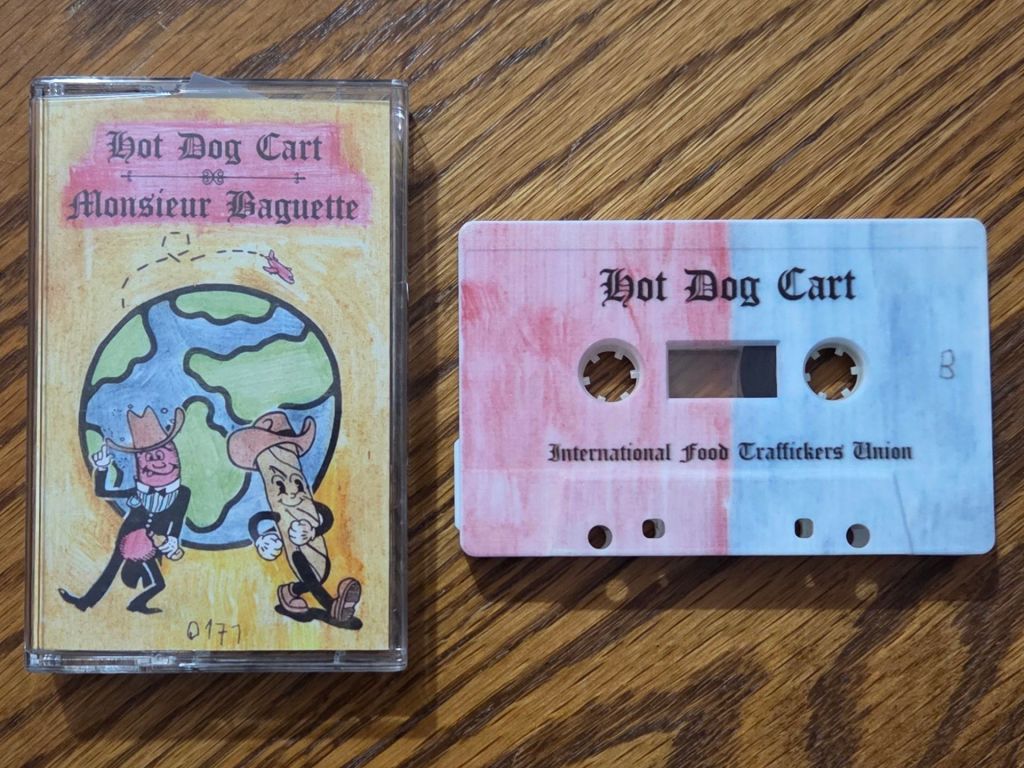 Hot Dog Cart
Monsieur Baguette
0171
Hot Dog Cart
B
International Food Traffickers Union